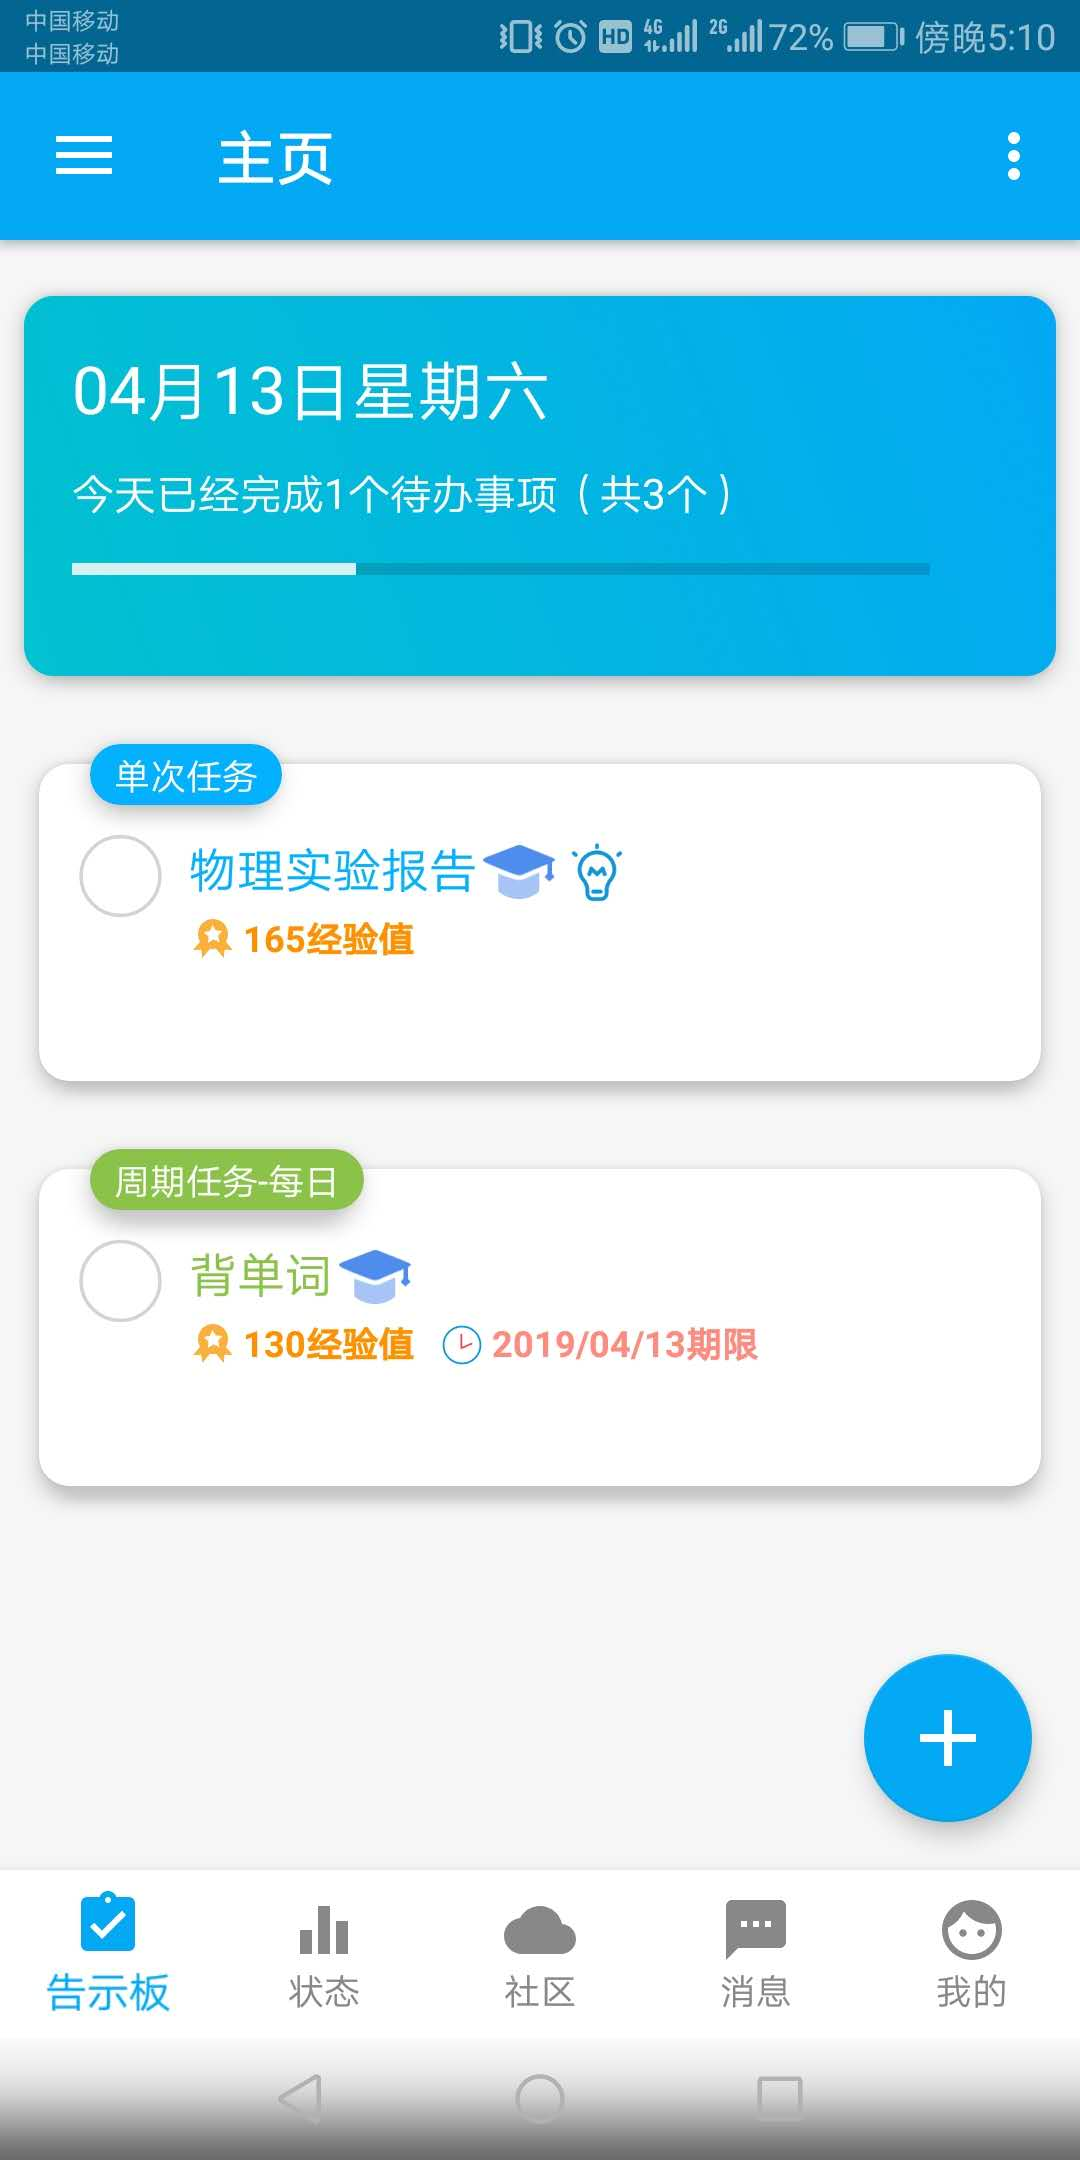 中国移动
中国移动
HD 4G 2G 72% 傍晚5:10
主页
04月13日星期六
今天已经完成1个待办事项（共3个）
单次任务
物理实验报告
165经验值
周期任务-每日
背单词
130经验值 2019/04/13期限
告示板 状态 社区 消息 我的